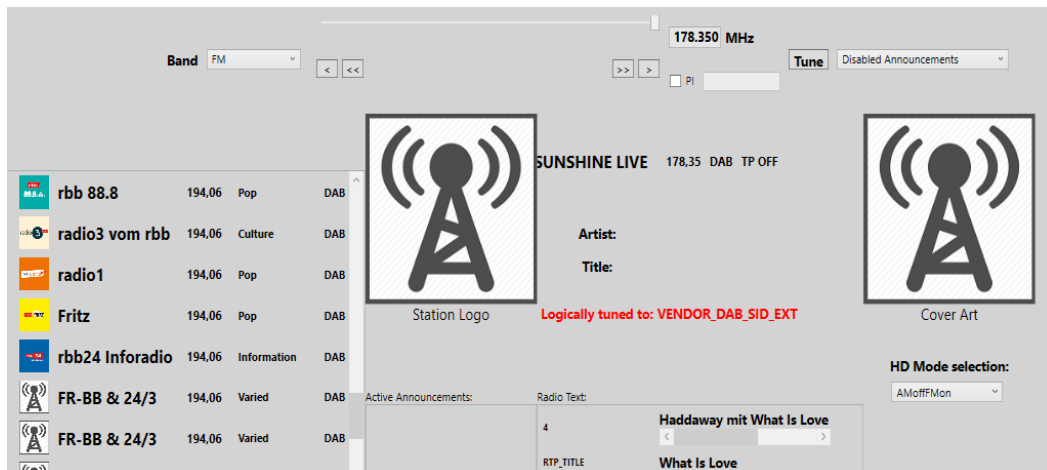 178.350 MHz
Band FM
< <<
>> >
Tune
Disabled Announcements
PI
SUNSHINE LIVE 178,35 DAB TP OFF
rbb 88.8 194,06 Pop DAB
radio3 vom rbb 194,06 Culture DAB
Artist:
Title:
radio1 194,06 Pop DAB
Fritz 194,06 Pop DAB
Station Logo
Logically tuned to: VENDOR_DAB_SID_EXT
Cover Art
rbb24 Inforadio 194,06 Information DAB
HD Mode selection:
AMoffFMon
FR-BB & 24/3 194,06 Varied DAB
Active Announcements:
Radio Text:
4 Haddaway mit What Is Love
FR-BB & 24/3 194,06 Varied DAB
RTP_TITLE What Is Love